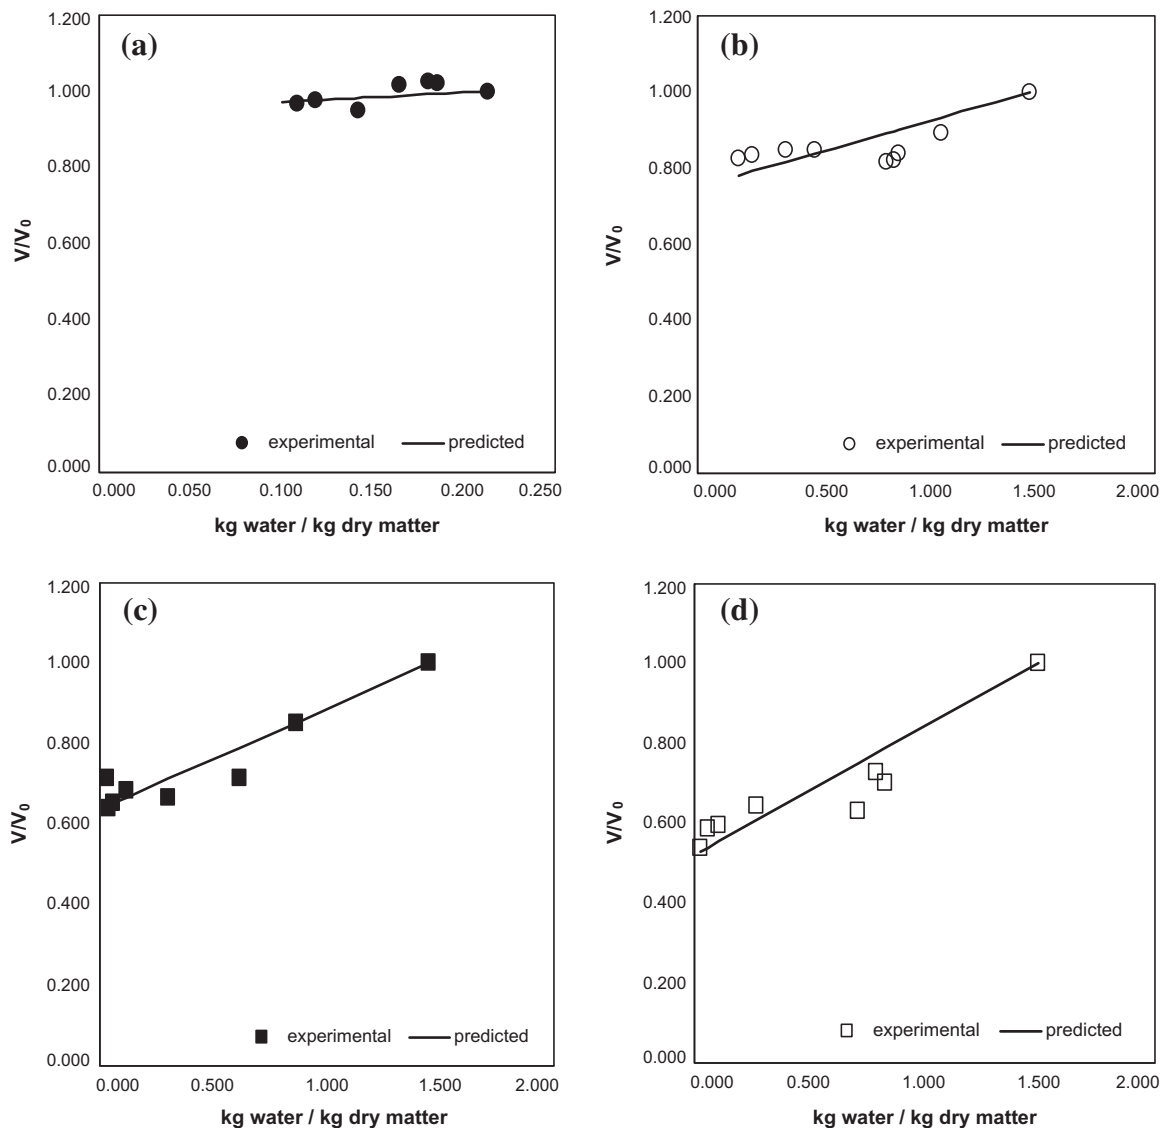 (a)
1.200
1.000
0.800
0.600
0.400
0.200
0.000
V/V0
experimental predicted
0.000 0.050 0.100 0.150 0.200 0.250
kg water / kg dry matter
(b)
1.200
1.000
0.800
0.600
0.400
0.200
0.000
V/V0
experimental predicted
0.000 0.500 1.000 1.500 2.000
kg water / kg dry matter
(c)
1.200
1.000
0.800
0.600
0.400
0.200
0.000
V/V0
experimental predicted
0.000 0.500 1.000 1.500 2.000
kg water / kg dry matter
(d)
1.200
1.000
0.800
0.600
0.400
0.200
0.000
V/V0
experimental predicted
0.000 0.500 1.000 1.500 2.000
kg water / kg dry matter